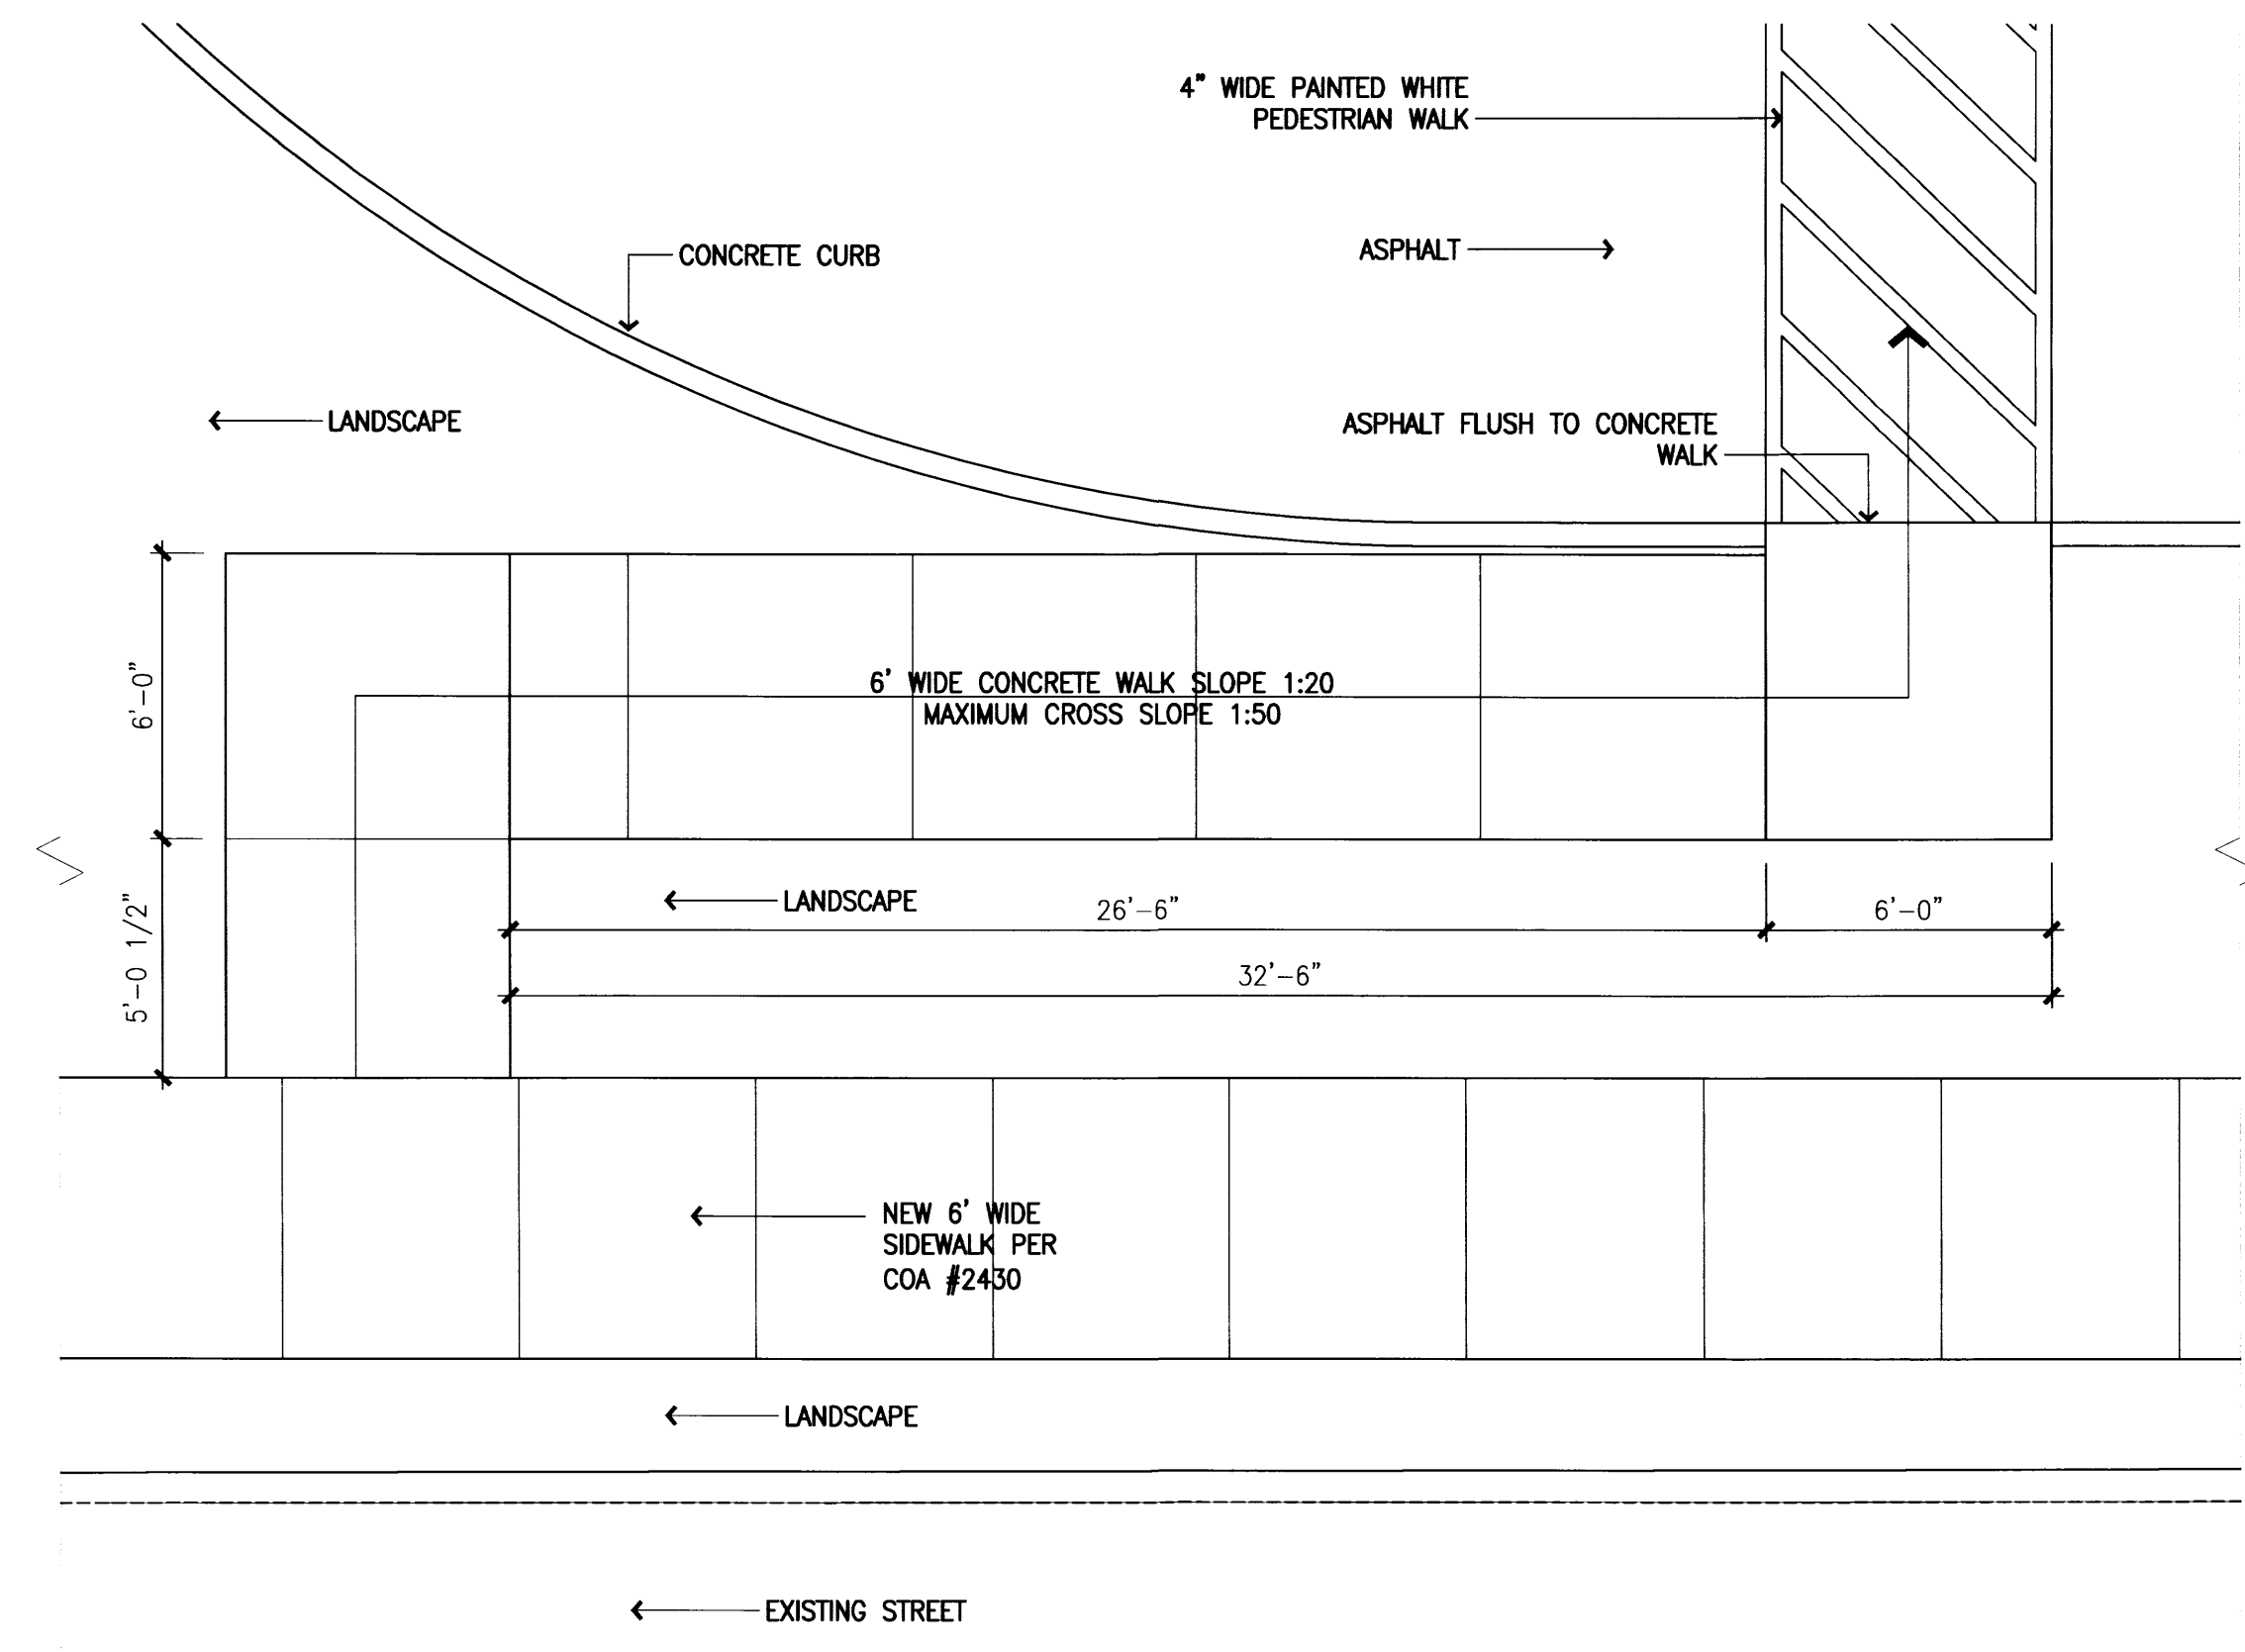 4" WIDE PAINTED WHITE
PEDESTRIAN WALK
CONCRETE CURB
ASPHALT
LANDSCAPE
ASPHALT FLUSH TO CONCRETE
WALK
6'-0"
6' WIDE CONCRETE WALK SLOPE 1:20
MAXIMUM CROSS SLOPE 1:50
5'-0 1/2"
LANDSCAPE
26'-6"
6'-0"
32'-6"
NEW 6' WIDE
SIDEWALK PER
COA #2430
LANDSCAPE
EXISTING STREET